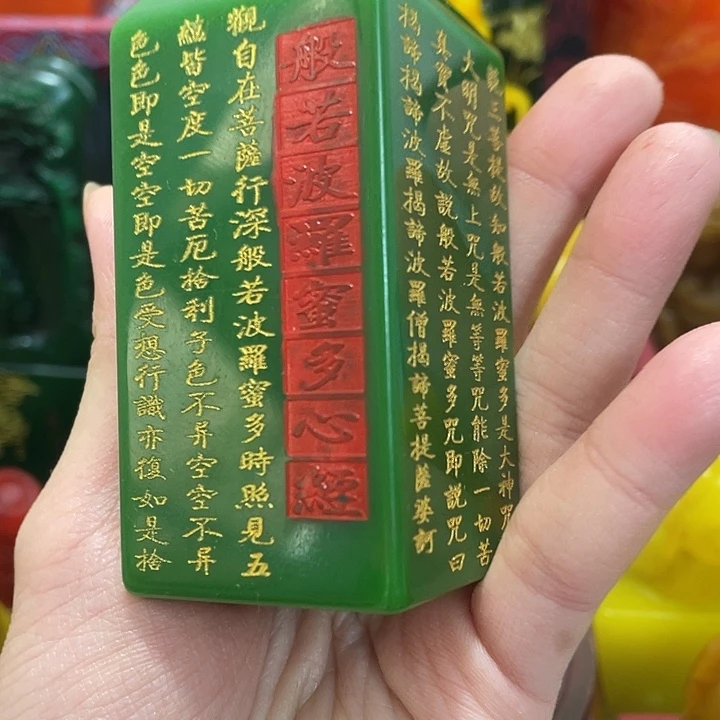 般若波羅蜜多心經
觀自在菩薩行深般若波羅蜜多時照見五
蘊皆空度一切苦厄捨利子色不异空空不异
色色即是空空即是色受想行識亦復如是捨
三菩提故知般若波羅蜜多是大神咒
大明咒是無上咒是無等等咒能除一切苦
真實不虛故説般若波羅蜜多咒即説咒曰
揭諦揭諦波羅揭諦波羅僧揭諦菩提薩婆訶